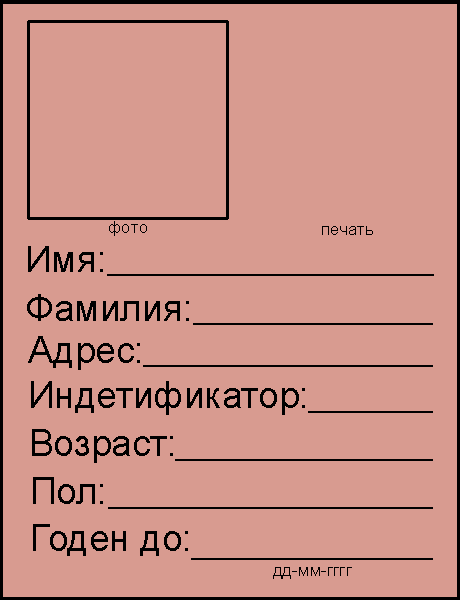 фото
печать
Имя:
Фамилия:
Адрес:
Индетификатор:
Возраст:
Пол:
Годен до:
дд-мм-гггг